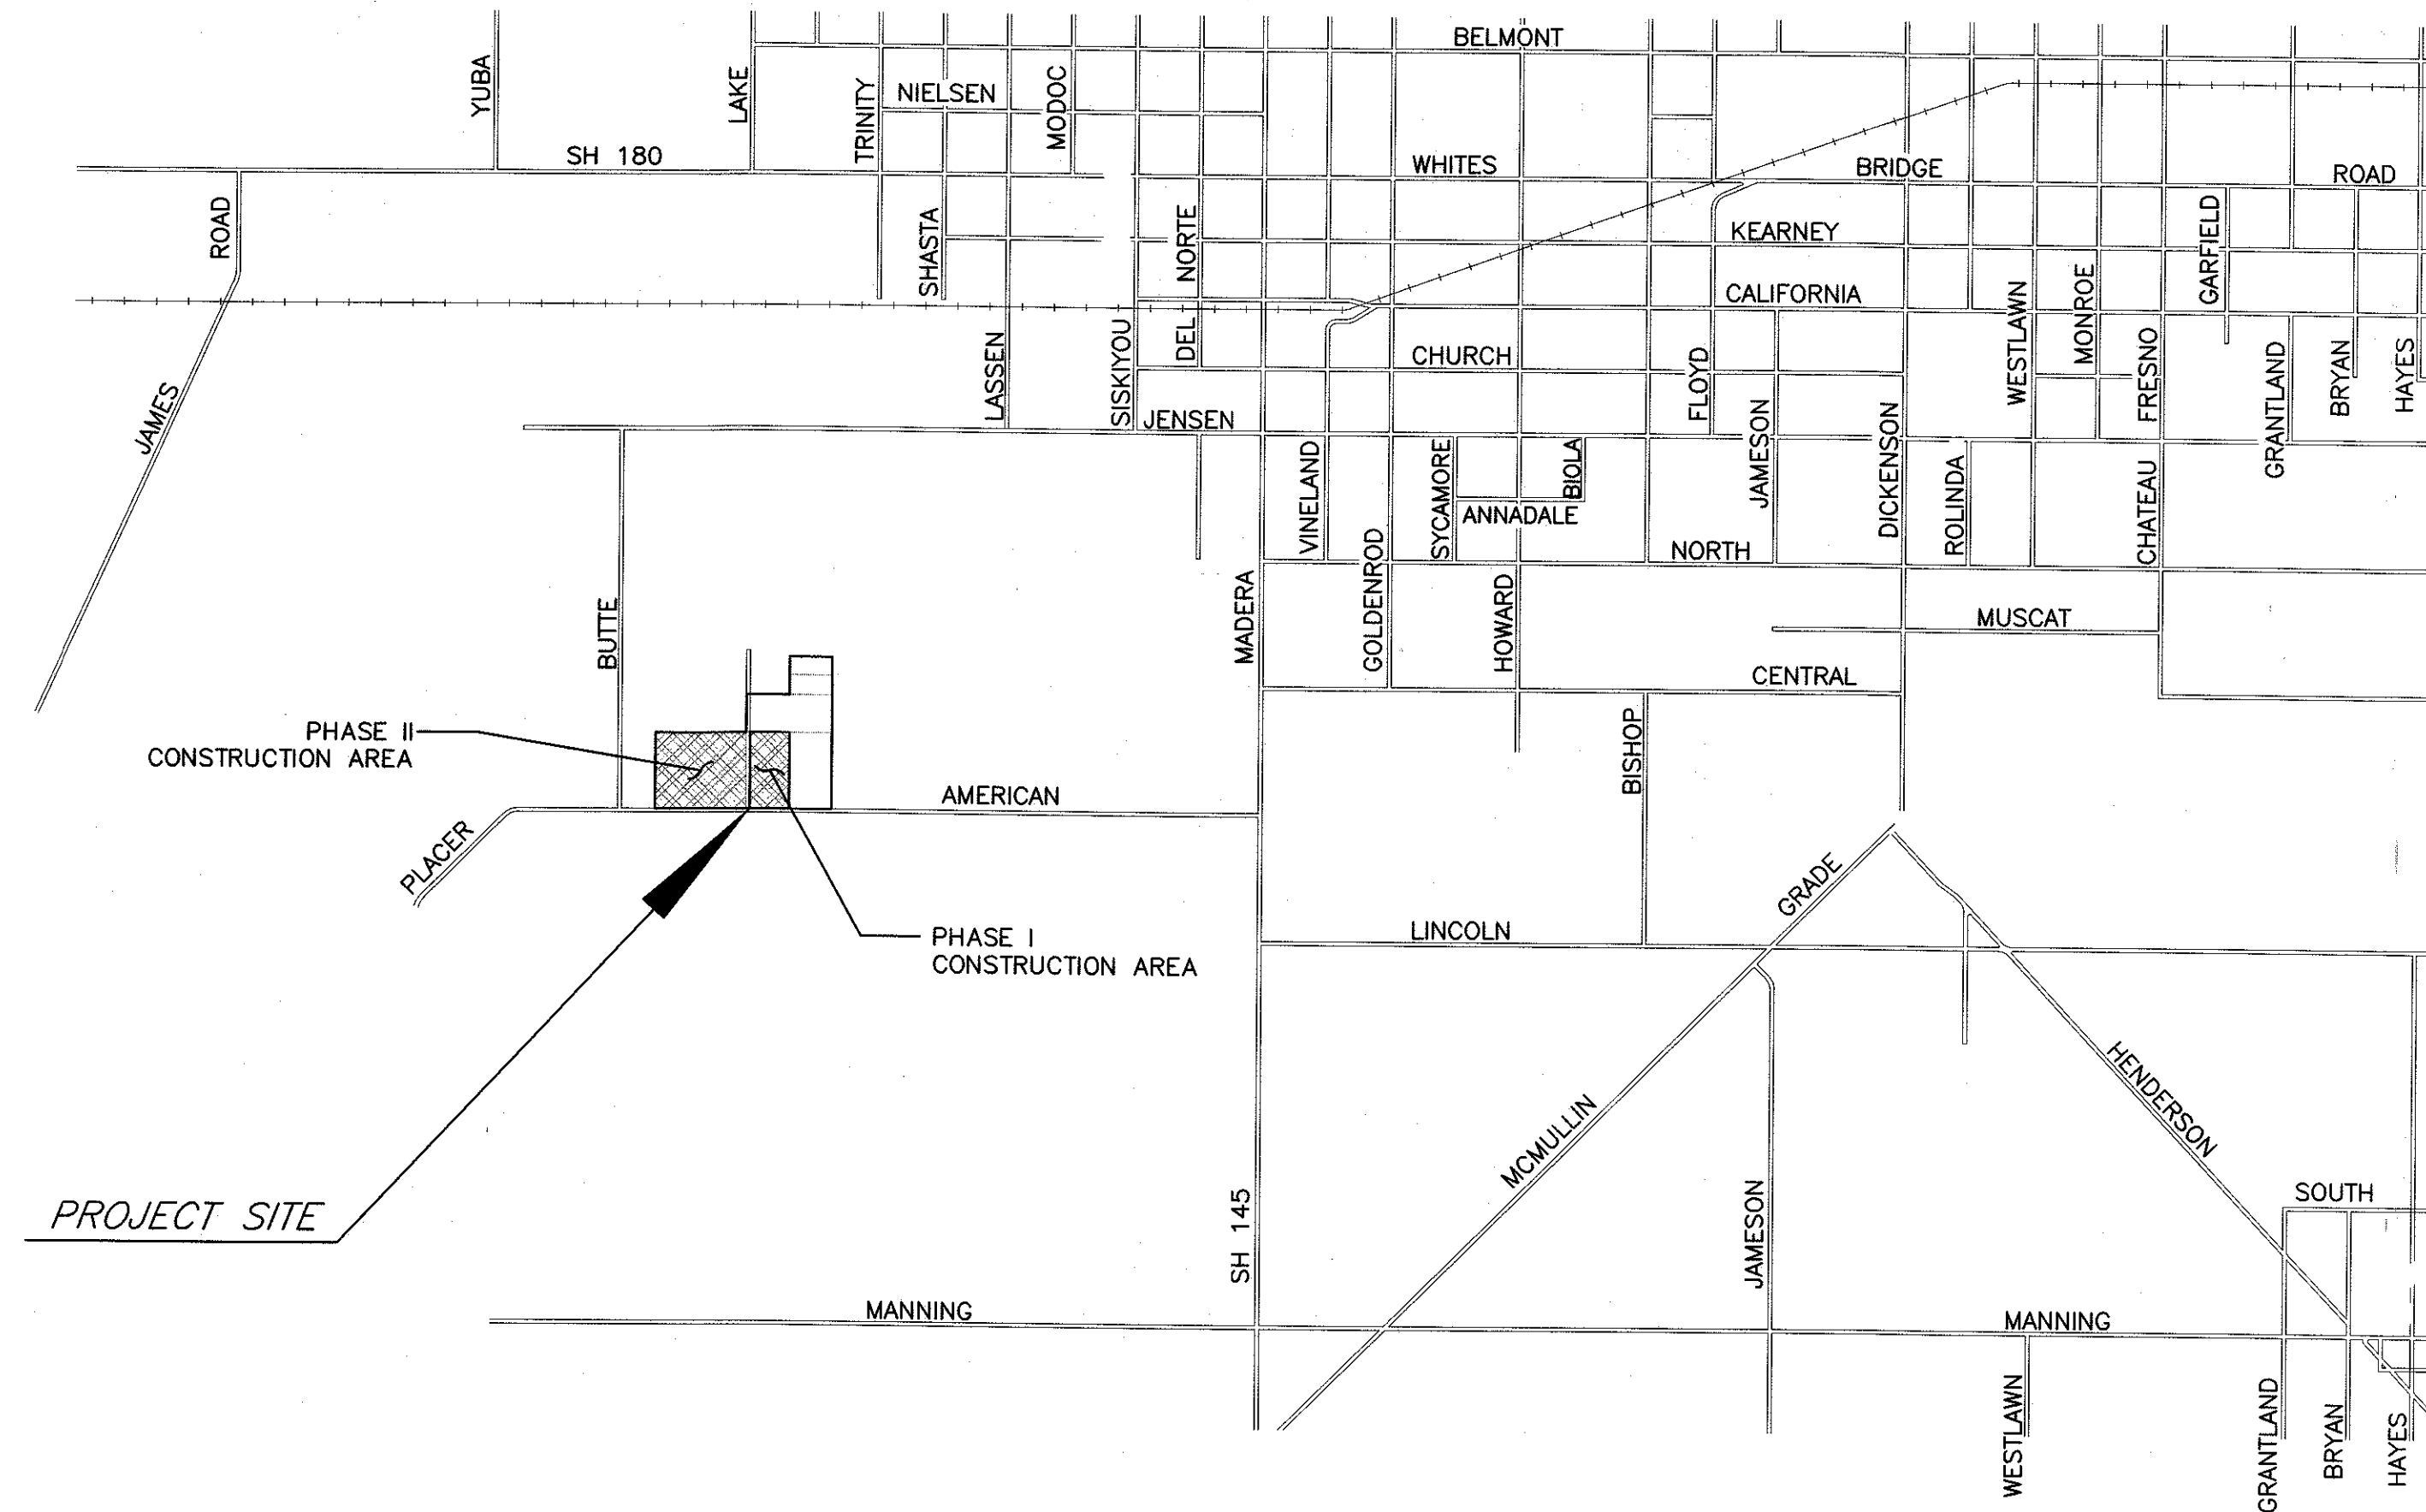 BELMONT
YUBA
LAKE
TRINITY
NIELSEN
MODOC
SH 180
WHITES
BRIDGE
ROAD
ROAD
SHASTA
DEL NORTE
KEARNEY
GARFIELD
CALIFORNIA
WESTLAWN
MONROE
JAMES
LASSEN
SISKIYOU
CHURCH
FLOYD
FRESNO
GRANTLAND
BRYAN
HAYES
JENSEN
JAMESON
DICKENSON
VINELAND
SYCAMORE
BIOLA
ROLINDA
CHATEAU
ANNADALE
NORTH
BUTTE
MADERA
GOLDENROD
HOWARD
MUSCAT
CENTRAL
BISHOP
PHASE II
CONSTRUCTION AREA
AMERICAN
PLACER
GRADE
LINCOLN
PHASE I
CONSTRUCTION AREA
MCMULLIN
HENDERSON
PROJECT SITE
SH 145
JAMESON
SOUTH
MANNING
MANNING
WESTLAWN
GRANTLAND
BRYAN
HAYES